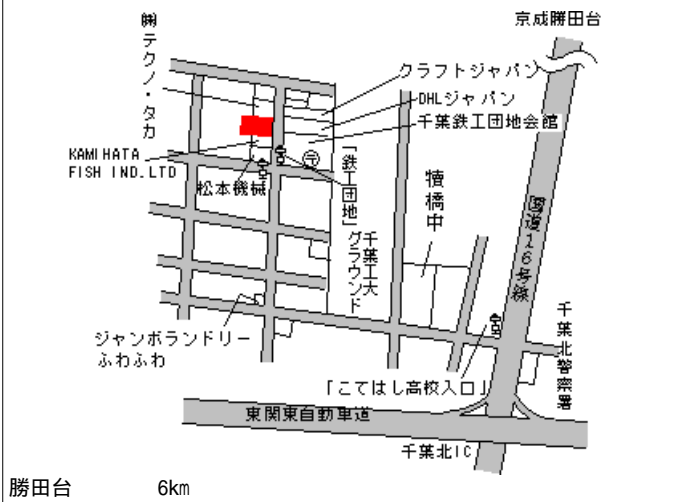 京成勝田台
㈱テクノ・タカ
クラフトジャパン
DHLジャパン
千葉鉄工団地会館
KAMIHATA
FISH IND.LTD
松本機械
「鉄工団地」
千葉工大
グラウンド
犢橋中
国道16号線
ジャンボランドリー
ふわふわ
「こてはし高校入口」
千葉北警察署
東関東自動車道
千葉北IC
勝田台 6km